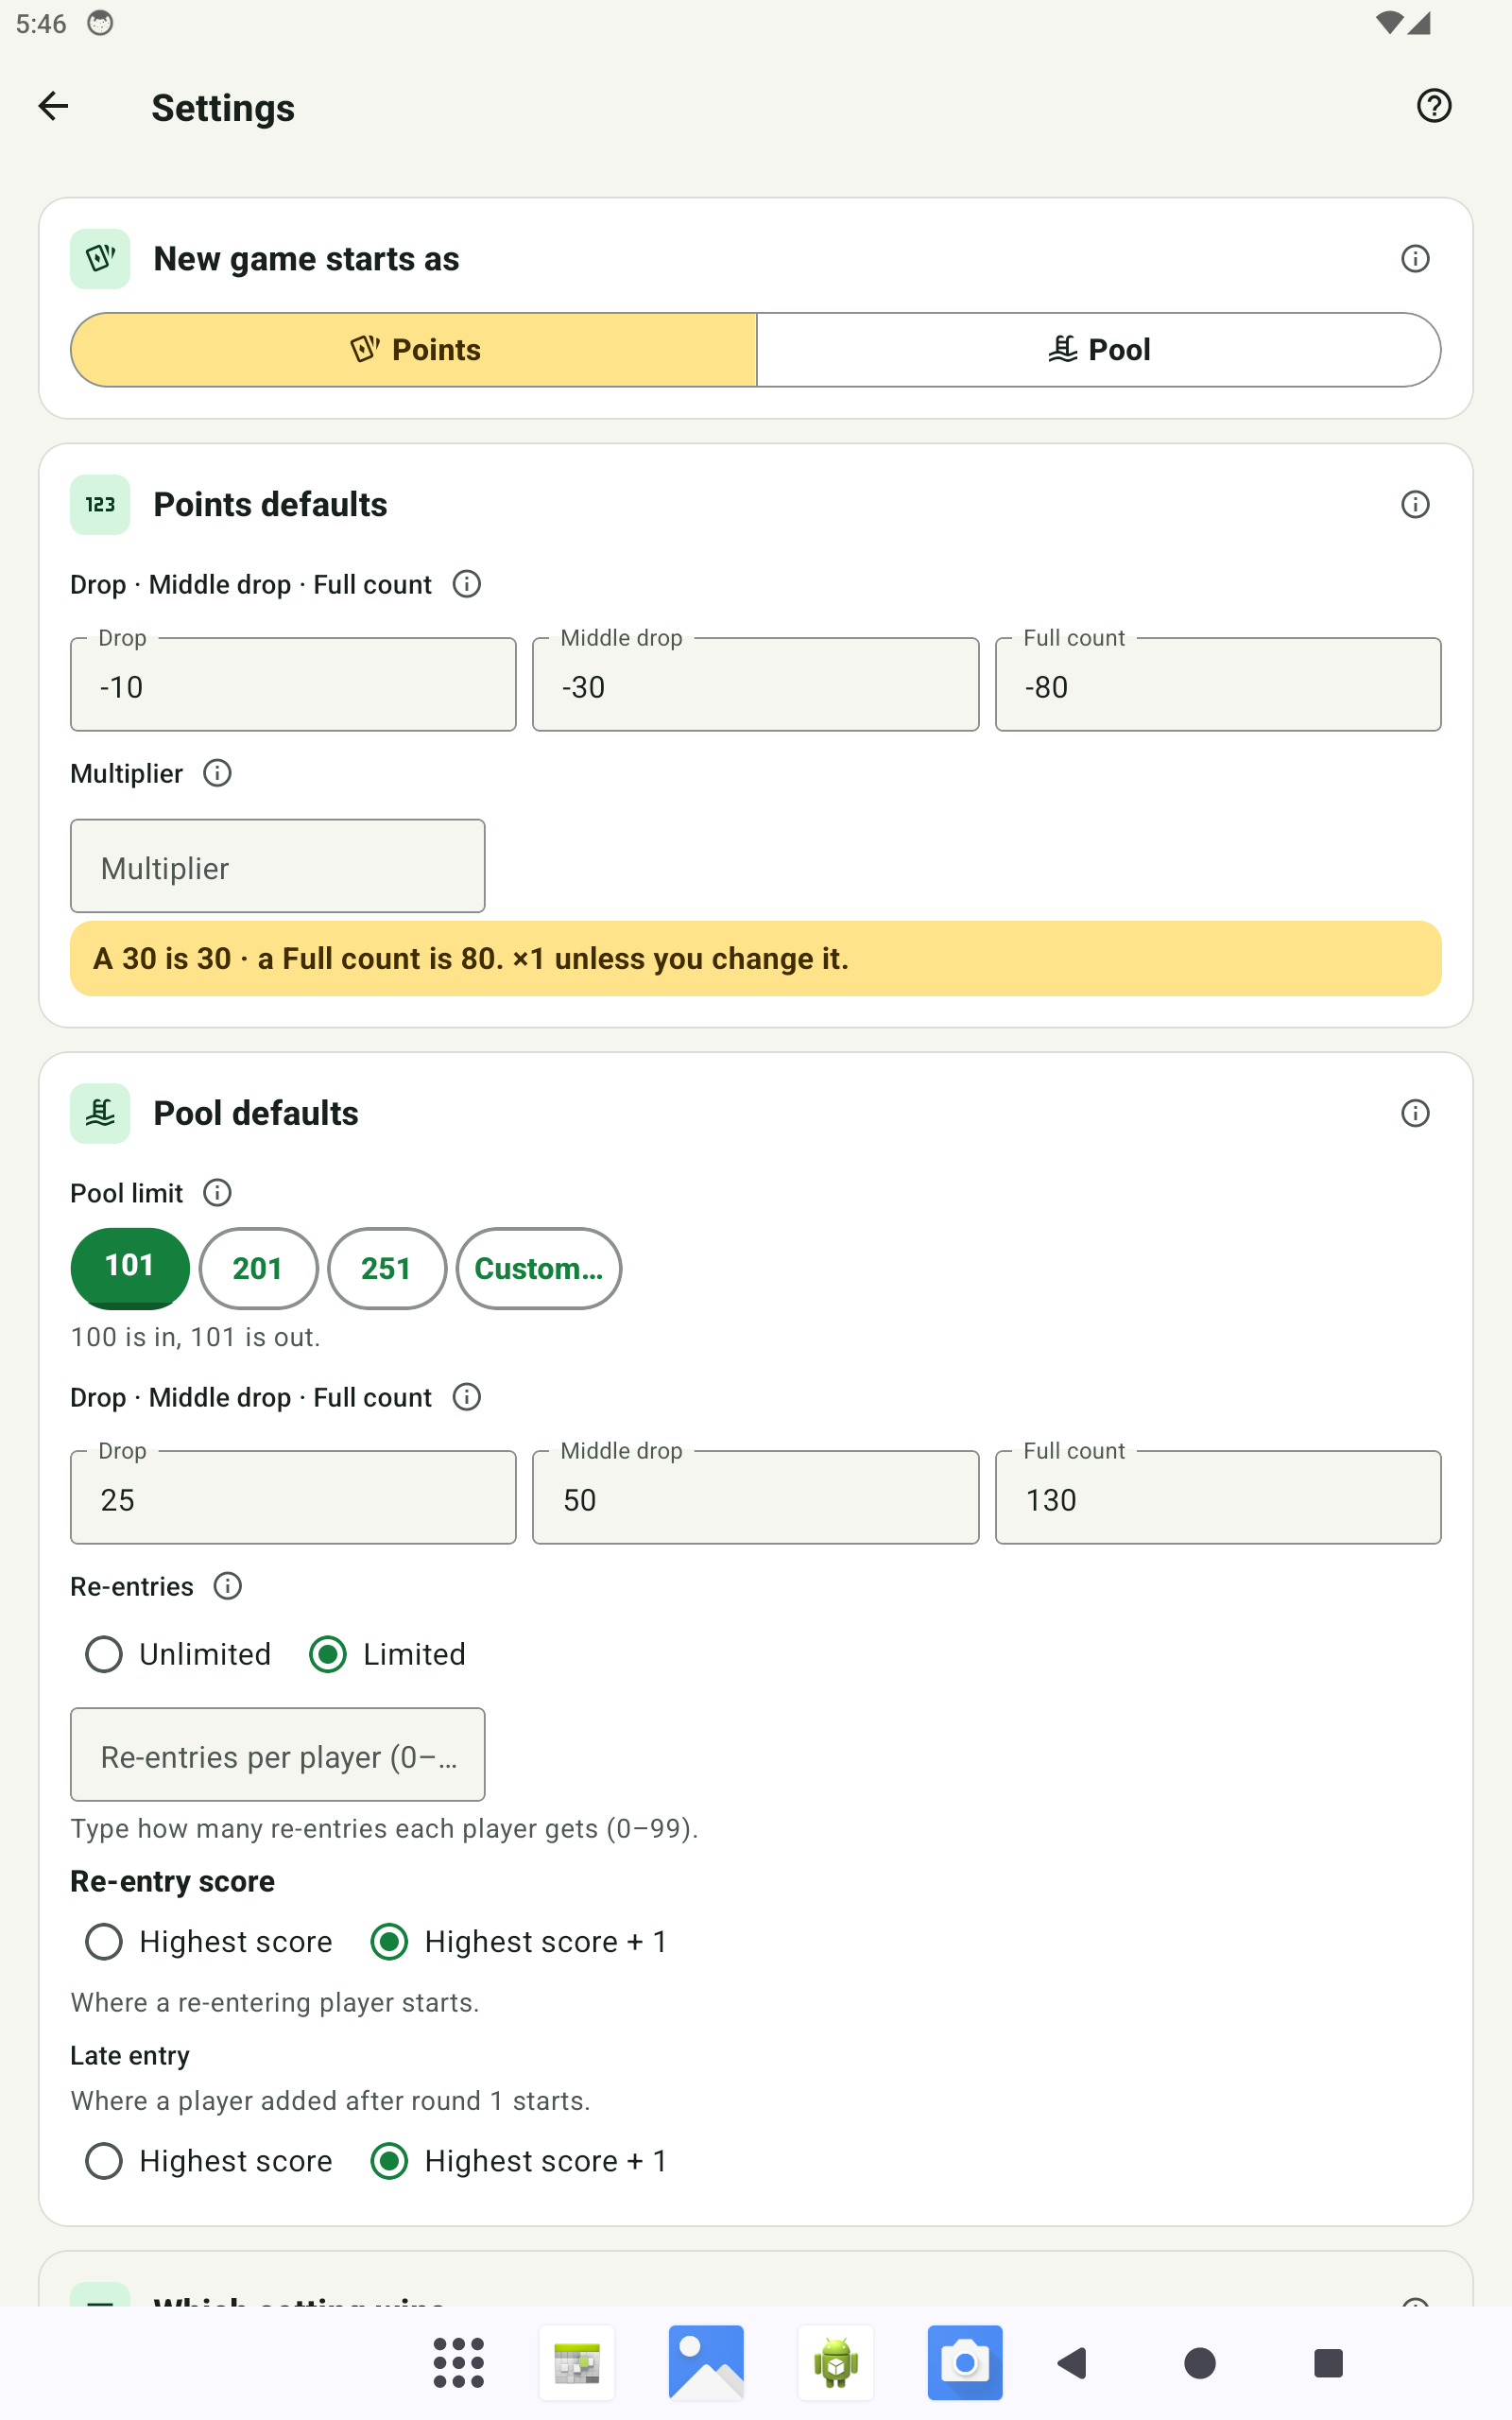 5:46
Settings
New game starts as
Points
Pool
123
Points defaults
Drop · Middle drop · Full count
Drop
Middle drop
Full count
-10
-30
-80
Multiplier
Multiplier
A 30 is 30 · a Full count is 80. ×1 unless you change it.
Pool defaults
Pool limit
101
201
251
Custom...
100 is in, 101 is out.
Drop · Middle drop · Full count
Drop
Middle drop
Full count
25
50
130
Re-entries
Unlimited
Limited
Re-entries per player (0–...
Type how many re-entries each player gets (0–99).
Re-entry score
Highest score
Highest score + 1
Where a re-entering player starts.
Late entry
Where a player added after round 1 starts.
Highest score
Highest score + 1
Which setting wins